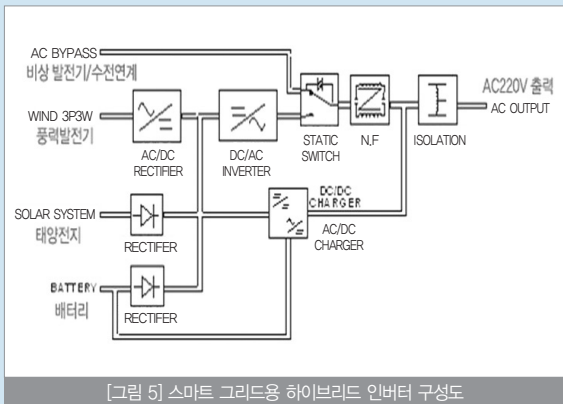 AC BYPASS
비상 발전기/수전연계
WIND 3P3W
풍력발전기
AC/DC
RECTIFIER
DC/AC
INVERTER
STATIC
SWITCH
N,F
ISOLATION
AC220V 출력
AC OUTPUT
SOLAR SYSTEM
태양전지
RECTIFER
DC/DC
CHARGER
AC/DC
CHARGER
BATTERY
배터리
RECTIFER
[그림 5] 스마트 그리드용 하이브리드 인버터 구성도